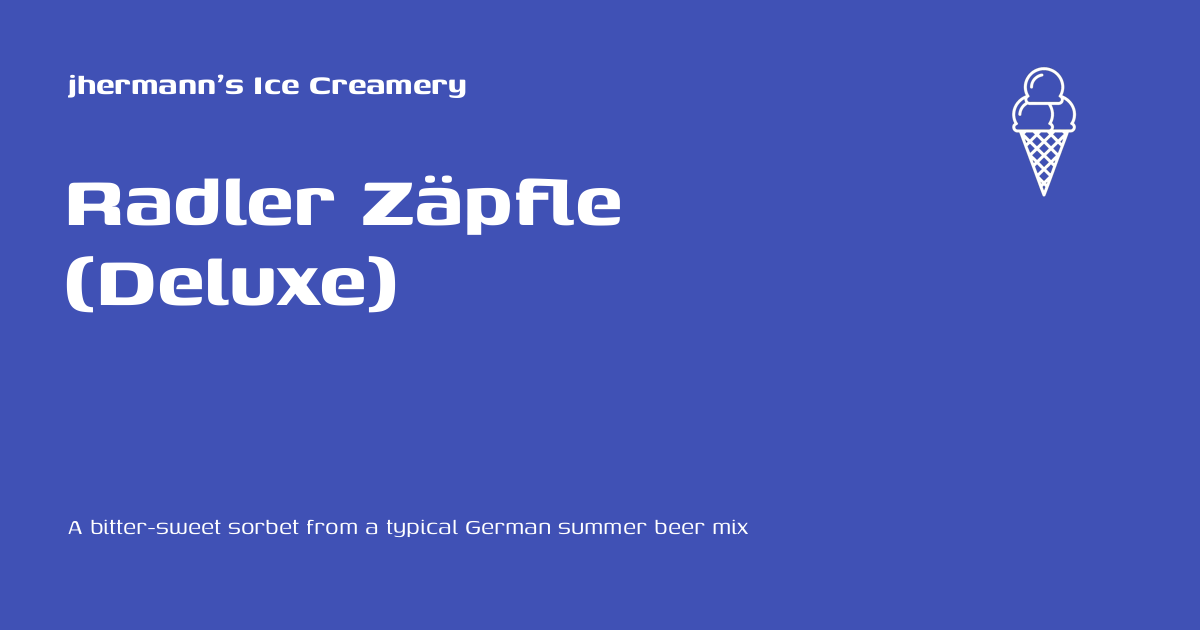 jhermann’s Ice Creamery
Radler Zäpfle
(Deluxe)
A bitter-sweet sorbet from a typical German summer beer mix